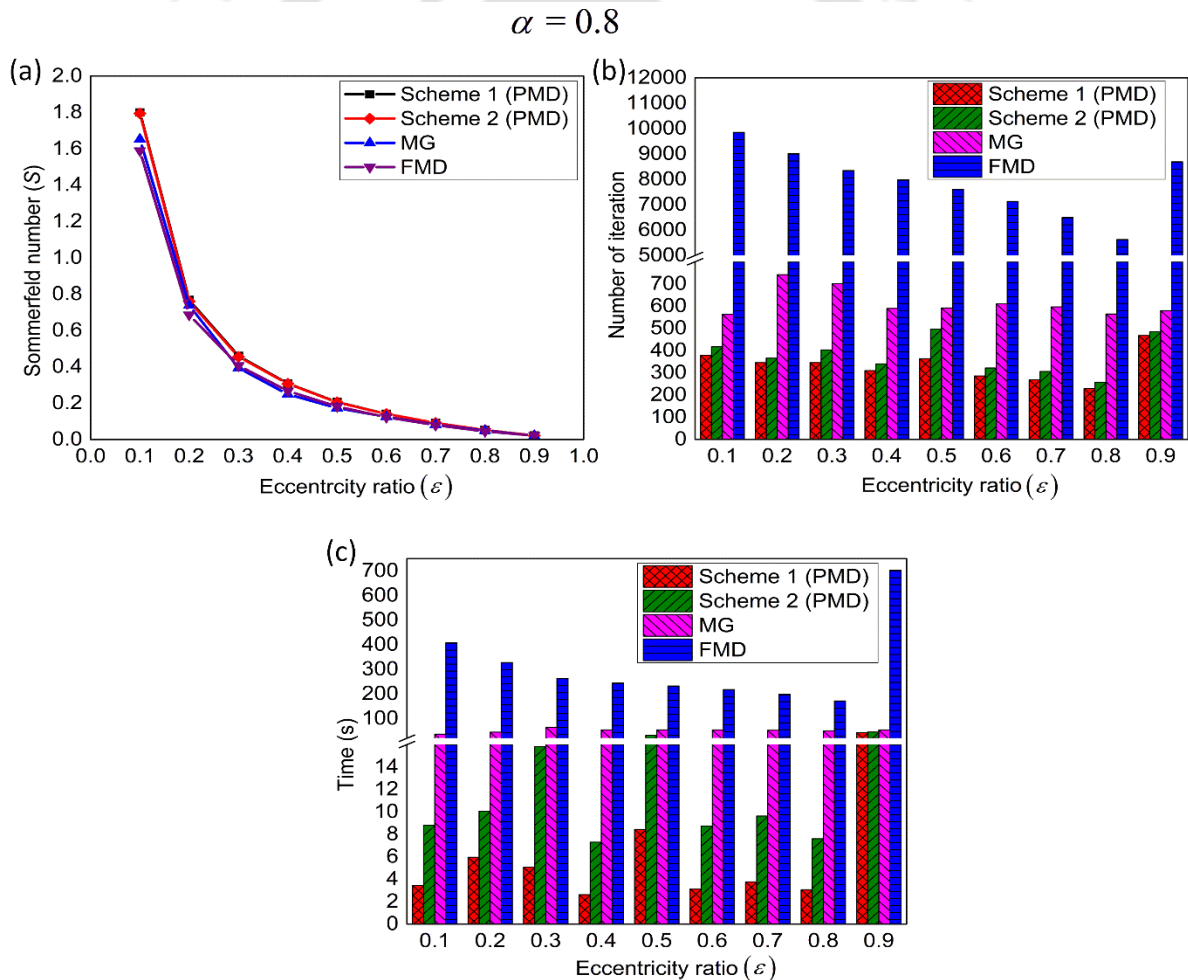 α = 0.8
(a)
2.0
1.8
1.6
1.4
1.2
1.0
0.8
0.6
0.4
0.2
0.0
Sommerfeld number (S)
Scheme 1 (PMD)
Scheme 2 (PMD)
MG
FMD
0.0 0.1 0.2 0.3 0.4 0.5 0.6 0.7 0.8 0.9 1.0
Eccentrcity ratio (ε)
(b)
12000
11000
10000
9000
8000
7000
6000
5000
700
600
500
400
300
200
100
0
Number of iteration
Scheme 1 (PMD)
Scheme 2 (PMD)
MG
FMD
0.1 0.2 0.3 0.4 0.5 0.6 0.7 0.8 0.9
Eccentricity ratio (ε)
(c)
700
600
500
400
300
200
100
14
12
10
8
6
4
2
0
Time (s)
Scheme 1 (PMD)
Scheme 2 (PMD)
MG
FMD
0.1 0.2 0.3 0.4 0.5 0.6 0.7 0.8 0.9
Eccentricity ratio (ε)